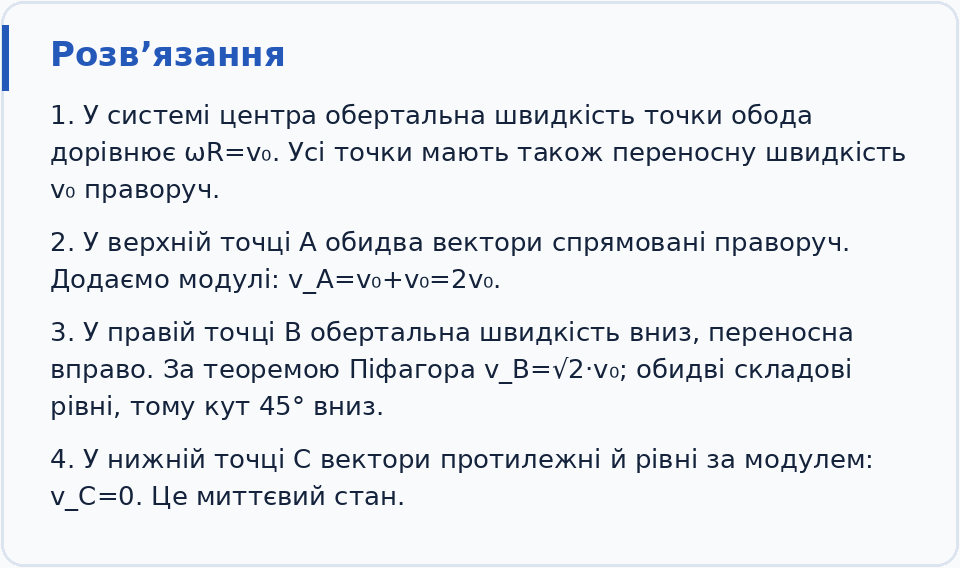 Розв’язання
1. У системі центра обертальна швидкість точки обода
дорівнює ωR=v₀. Усі точки мають також переносну швидкість
v₀ праворуч.
2. У верхній точці A обидва вектори спрямовані праворуч.
Додаємо модулі: v_A=v₀+v₀=2v₀.
3. У правій точці B обертальна швидкість вниз, переносна
вправо. За теоремою Піфагора v_B=√2·v₀; обидві складові
рівні, тому кут 45° вниз.
4. У нижній точці C вектори протилежні й рівні за модулем:
v_C=0. Це миттєвий стан.